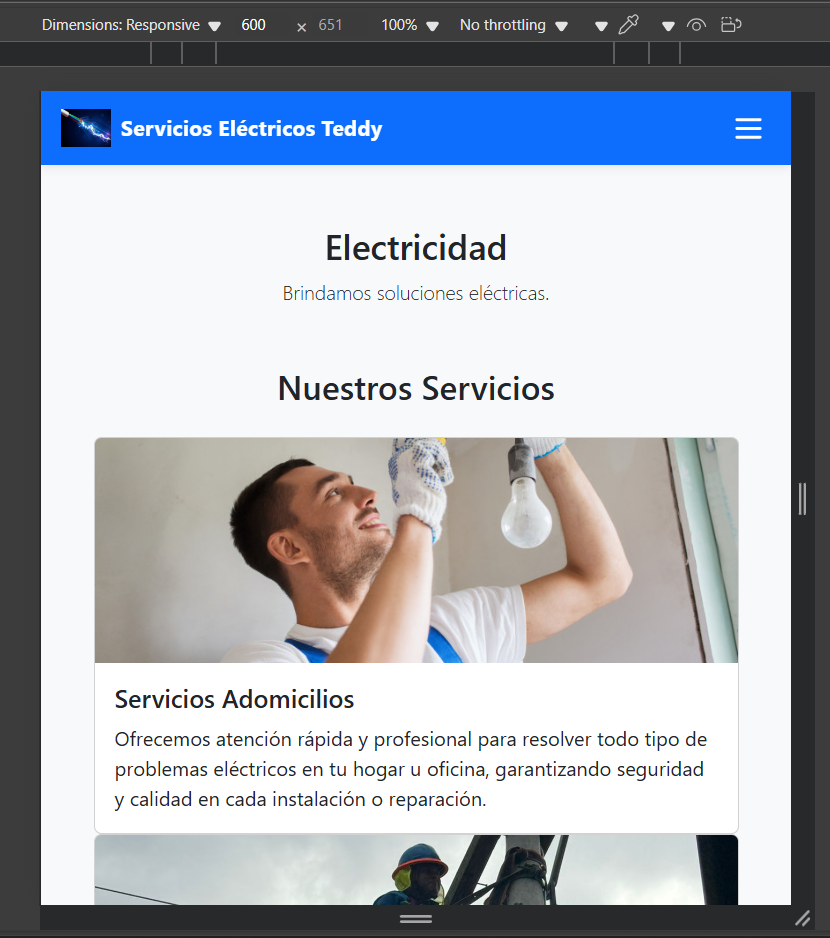 Dimensions: Responsive 600 × 651 100% No throttling
Servicios Eléctricos Teddy
Electricidad
Brindamos soluciones eléctricas.
Nuestros Servicios
Servicios Adomicilios
Ofrecemos atención rápida y profesional para resolver todo tipo de
problemas eléctricos en tu hogar u oficina, garantizando seguridad
y calidad en cada instalación o reparación.